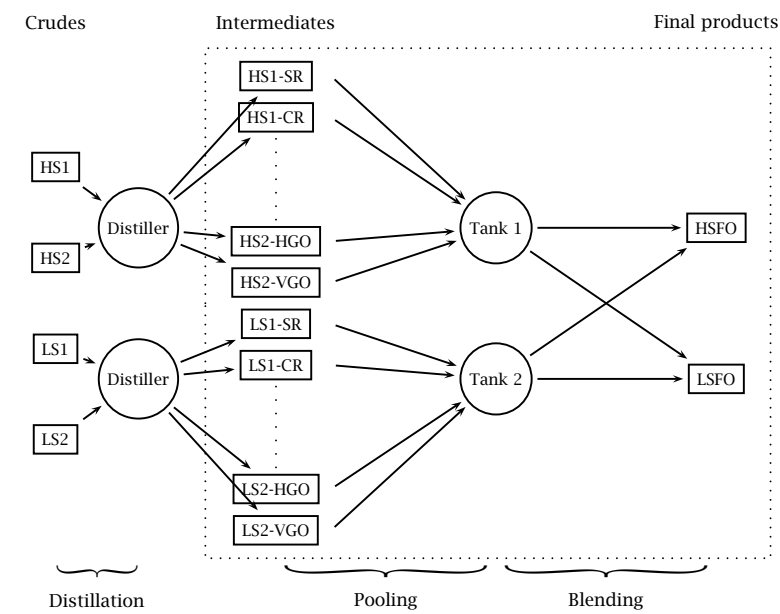 Crudes Intermediates Final products
HS1-SR
HS1-CR
HS1
Distiller
HS2
HS2-HGO
HS2-VGO
Tank 1
HSFO
LS1-SR
LS1-CR
LS1
Distiller
LS2
LS2-HGO
LS2-VGO
Tank 2
LSFO
Distillation Pooling Blending